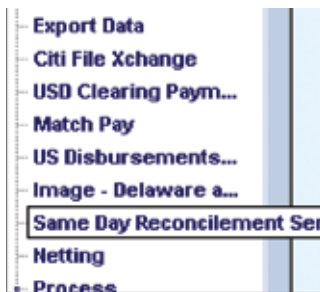 Export Data
Citi File Xchange
USD Clearing Paym...
Match Pay
US Disbursements...
Image - Delaware a...
Same Day Reconcilement Ser
Netting
Process